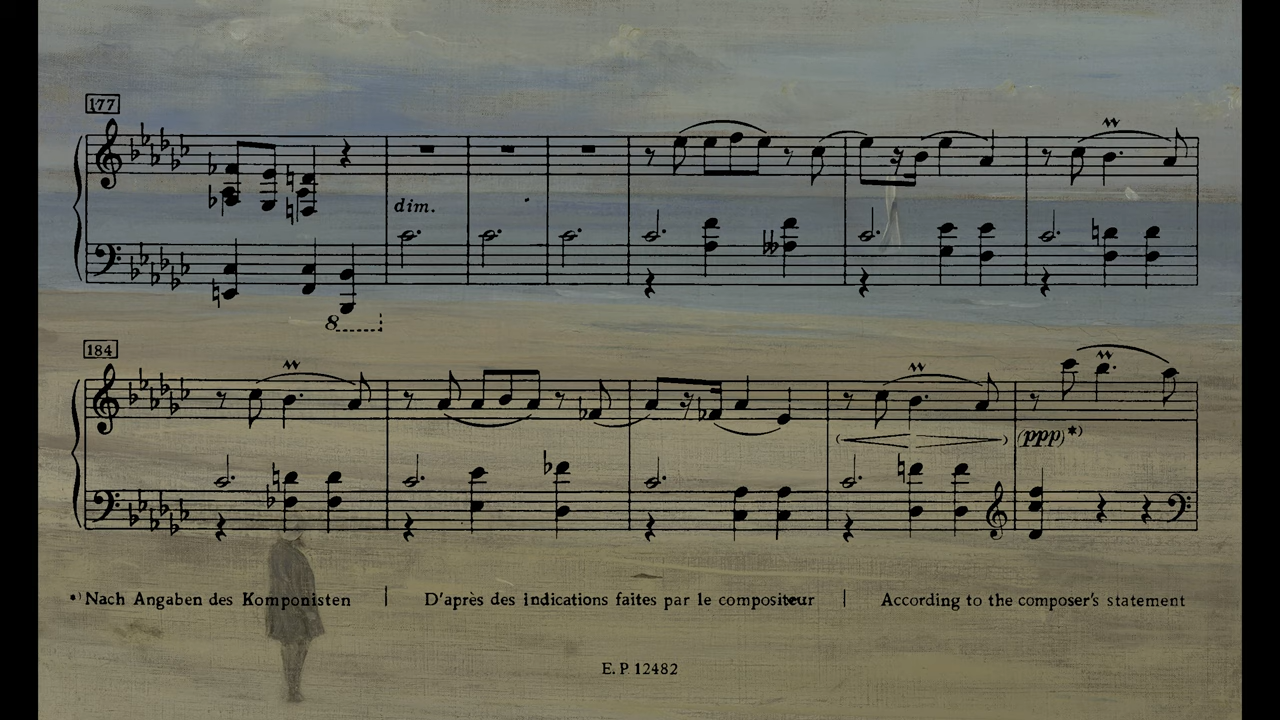 177
dim.
8
184
(ppp)*)
*) Nach Angaben des Komponisten | D'après des indications faites par le compositeur | According to the composer's statement
E. P. 12482